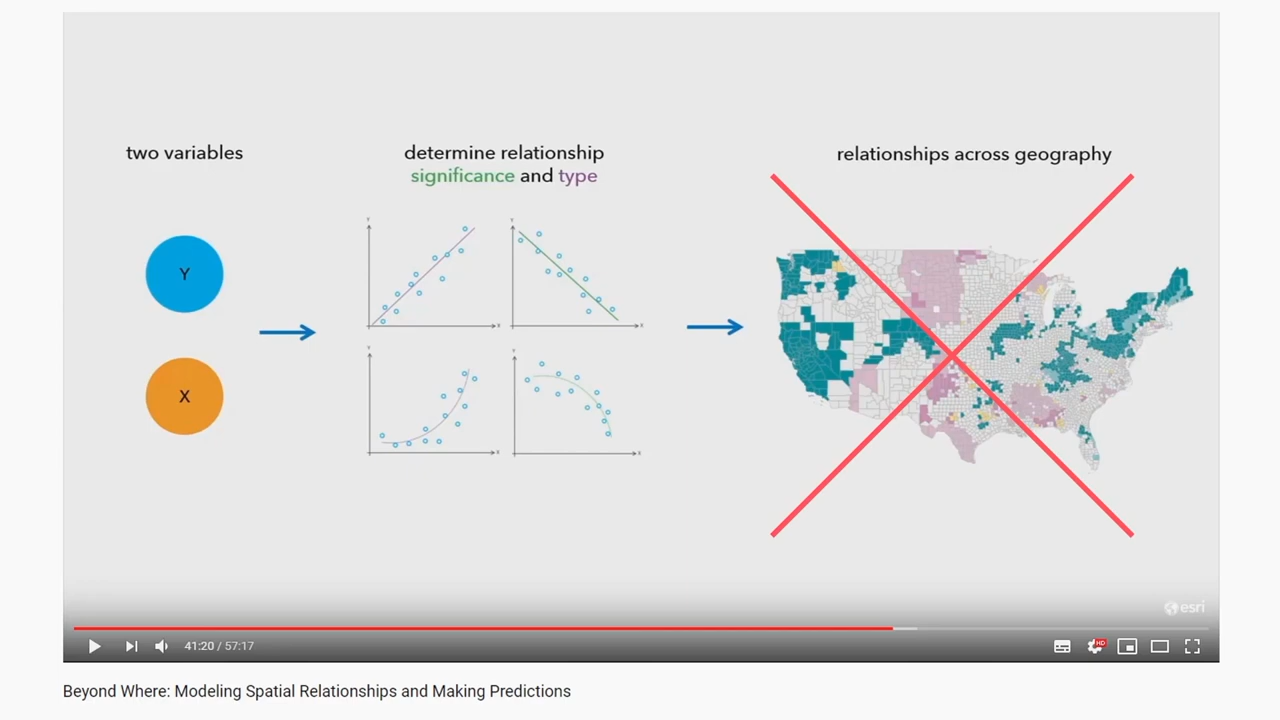 two variables
determine relationship
significance and type
relationships across geography
Y
X
Y
X
Y
X
Y
X
Y
X
esri
41:20 / 57:17
HD
Beyond Where: Modeling Spatial Relationships and Making Predictions